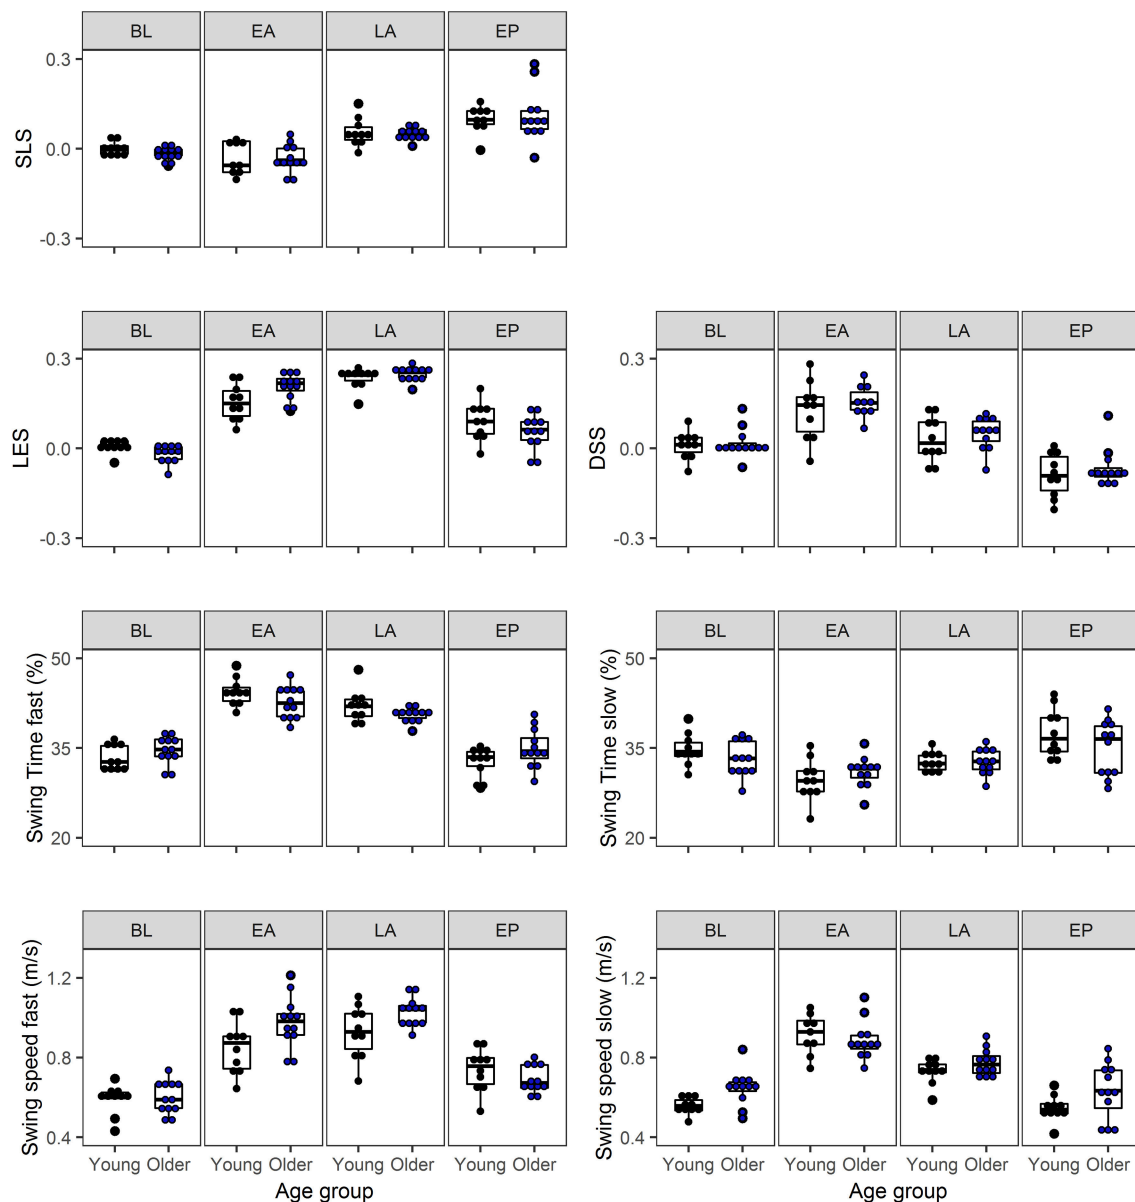 BL EA LA EP
0.3
SLS
0.0
-0.3
BL EA LA EP
0.3
LES
0.0
-0.3
BL EA LA EP
0.3
DSS
0.0
-0.3
BL EA LA EP
50
Swing Time fast (%)
35
20
BL EA LA EP
50
Swing Time slow (%)
35
20
BL EA LA EP
1.2
Swing speed fast (m/s)
0.8
0.4
Young Older Young Older Young Older Young Older
Age group
BL EA LA EP
1.2
Swing speed slow (m/s)
0.8
0.4
Young Older Young Older Young Older Young Older
Age group